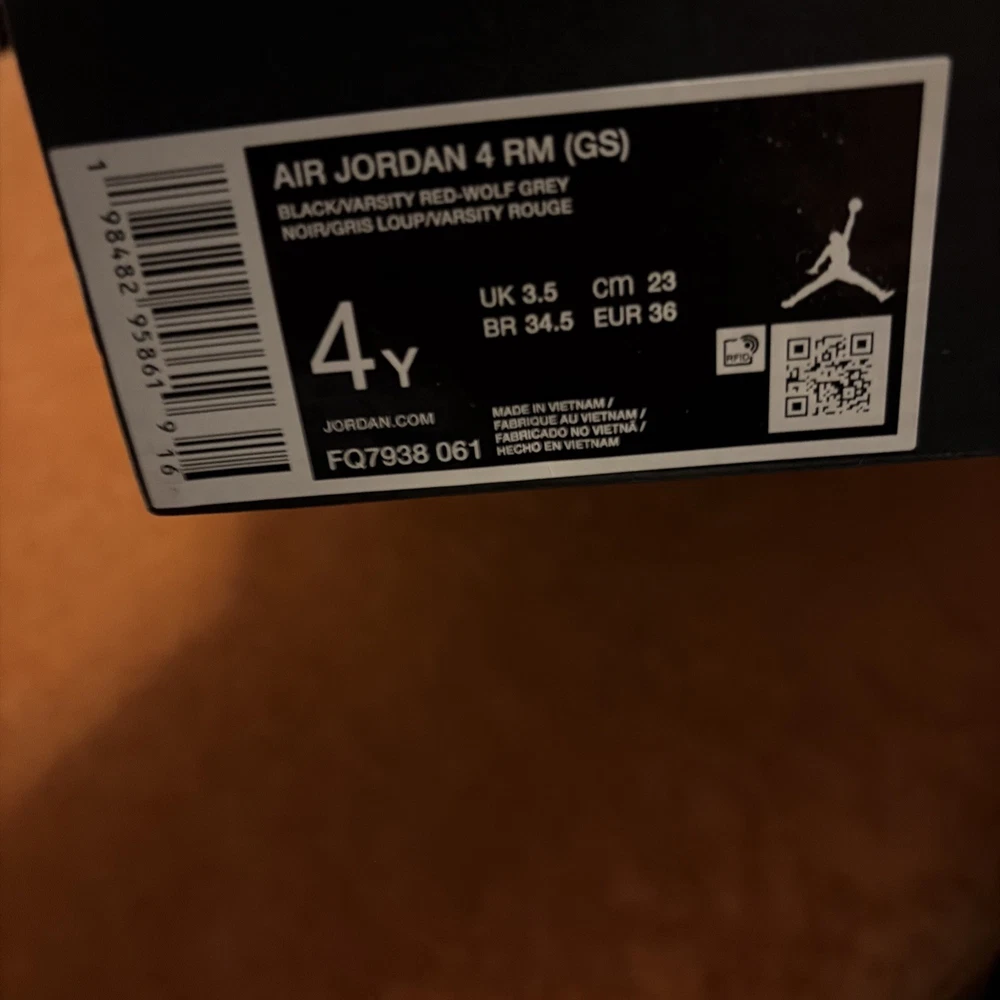 AIR JORDAN 4 RM (GS)
BLACK/VARSITY RED-WOLF GREY
NOIR/GRIS LOUP/VARSITY ROUGE
4Y
UK 3.5 cm 23
BR 34.5 EUR 36
JORDAN.COM
FQ7938 061
MADE IN VIETNAM /
FABRIQUE AU VIETNAM /
FABRICADO NO VIETNÃ /
HECHO EN VIETNAM
RFID
1 98482 95861 9 16